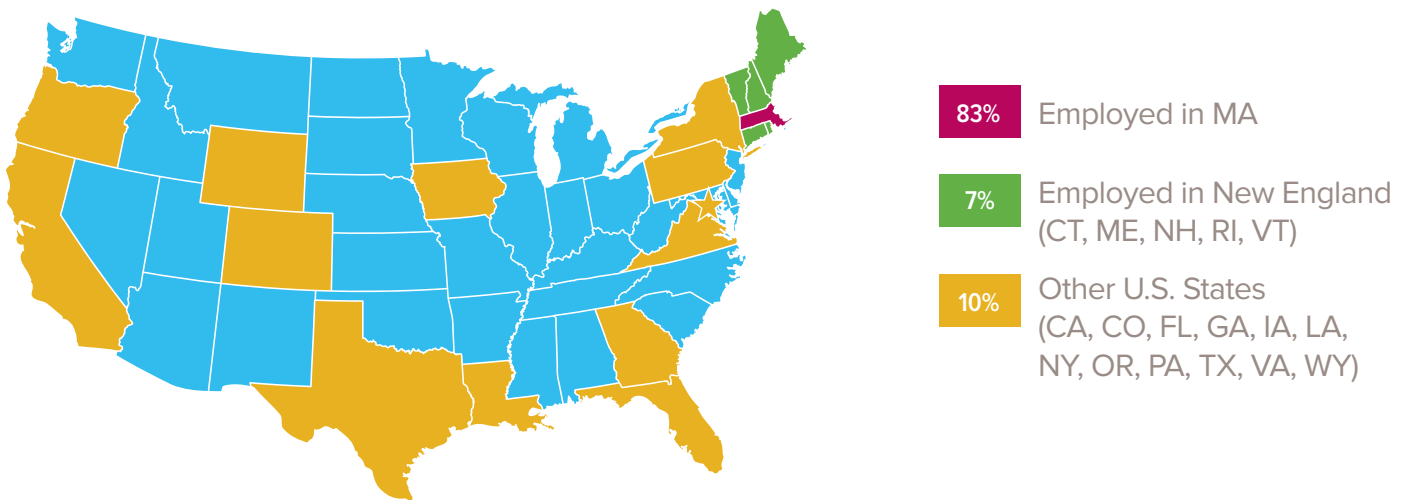 83% Employed in MA
7% Employed in New England
(CT, ME, NH, RI, VT)
10% Other U.S. States
(CA, CO, FL, GA, IA, LA,
NY, OR, PA, TX, VA, WY)